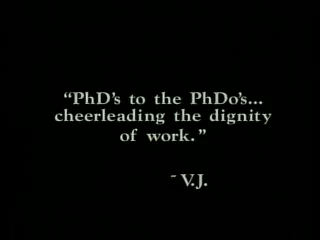 “PhD’s to the PhDo’s...
cheerleading the dignity
of work.”
~ V.J.